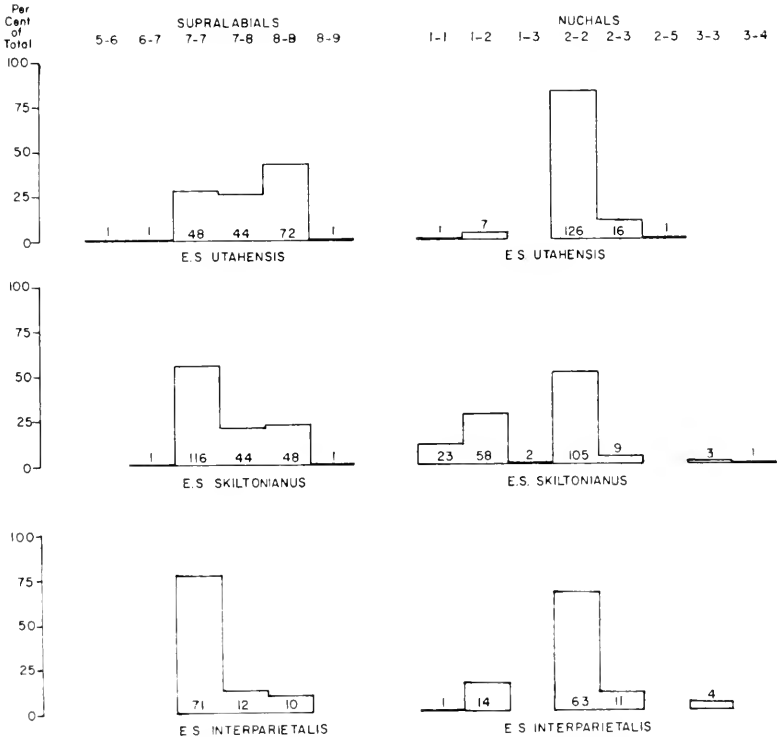 Per
Cent
of
Total
SUPRALABIALS
5-6 6-7 7-7 7-8 8-8 8-9
NUCHALS
1-1 1-2 1-3 2-2 2-3 2-5 3-3 3-4
100
75
50
25
0
1 1 48 44 72 1
E.S UTAHENSIS
1 7 126 16 1
E.S. UTAHENSIS
100
75
50
25
0
1 116 44 48 1
E.S SKILTONIANUS
23 58 2 105 9 3 1
E.S. SKILTONIANUS
100
75
50
25
0
71 12 10
E S INTERPARIETALIS
1 14 63 11 4
E S INTERPARIETALIS